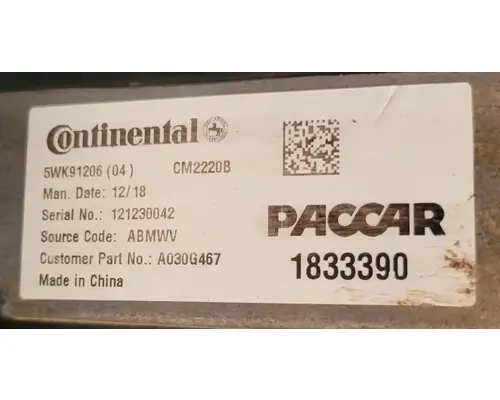 Continental
5WK91206 (04) CM2220B
Man. Date: 12/18
Serial No.: 121230042
Source Code: ABMWV
Customer Part No.: A030G467
Made in China
PACCAR
1833390